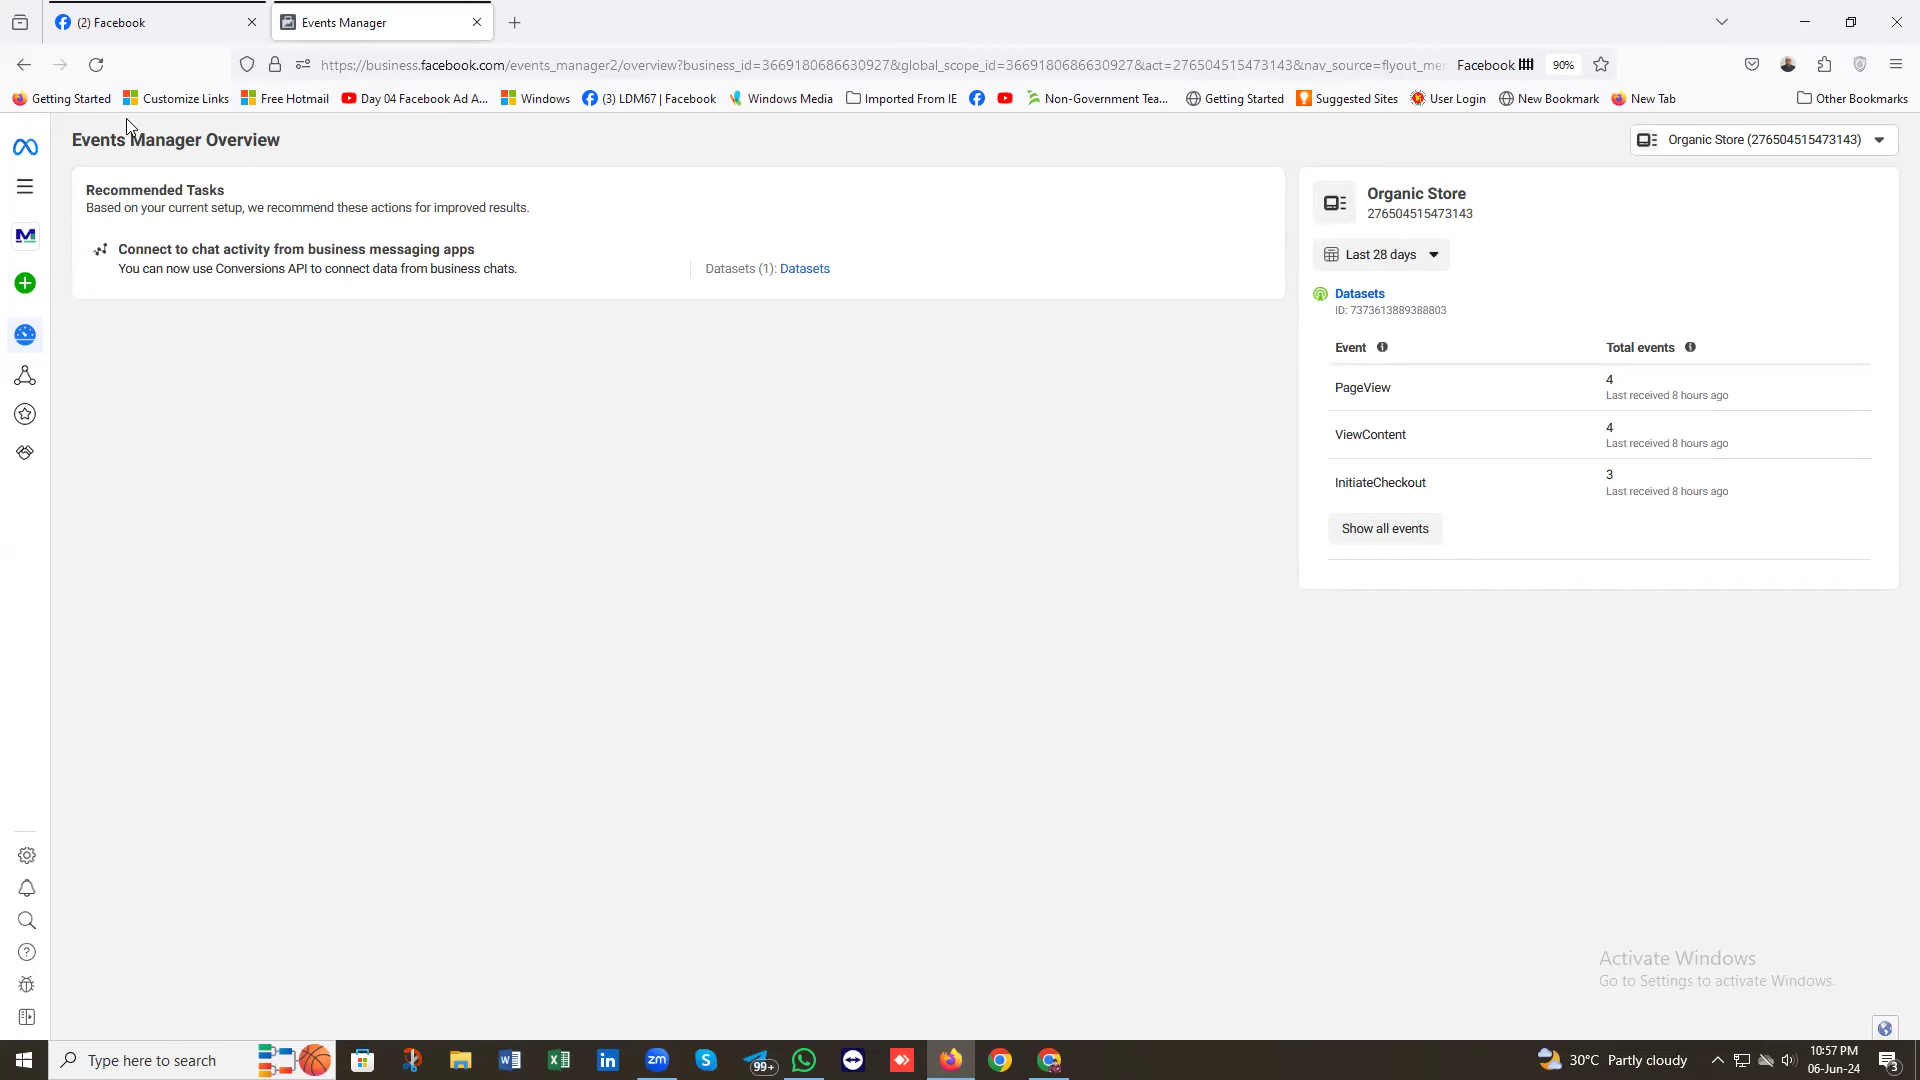 (2) Facebook
Events Manager
https://business.facebook.com/events_manager2/overview?business_id=3669180686630927&global_scope_id=3669180686630927&act=276504515473143&nav_source=flyout_me
Facebook
90%
Getting Started
Customize Links
Free Hotmail
Day 04 Facebook Ad A...
Windows
(3) LDM67 | Facebook
Windows Media
Imported From IE
Non-Government Tea...
Getting Started
Suggested Sites
User Login
New Bookmark
New Tab
Other Bookmarks
Events Manager Overview
Organic Store (276504515473143)
Recommended Tasks
Based on your current setup, we recommend these actions for improved results.
Connect to chat activity from business messaging apps
You can now use Conversions API to connect data from business chats.
Datasets (1): Datasets
Organic Store
276504515473143
Last 28 days
Datasets
ID: 7373613889388803
Event
Total events
PageView
4
Last received 8 hours ago
ViewContent
4
Last received 8 hours ago
InitiateCheckout
3
Last received 8 hours ago
Show all events
Activate Windows
Go to Settings to activate Windows.
Type here to search
zm
99+
30°C Partly cloudy
10:57 PM
06-Jun-24
3